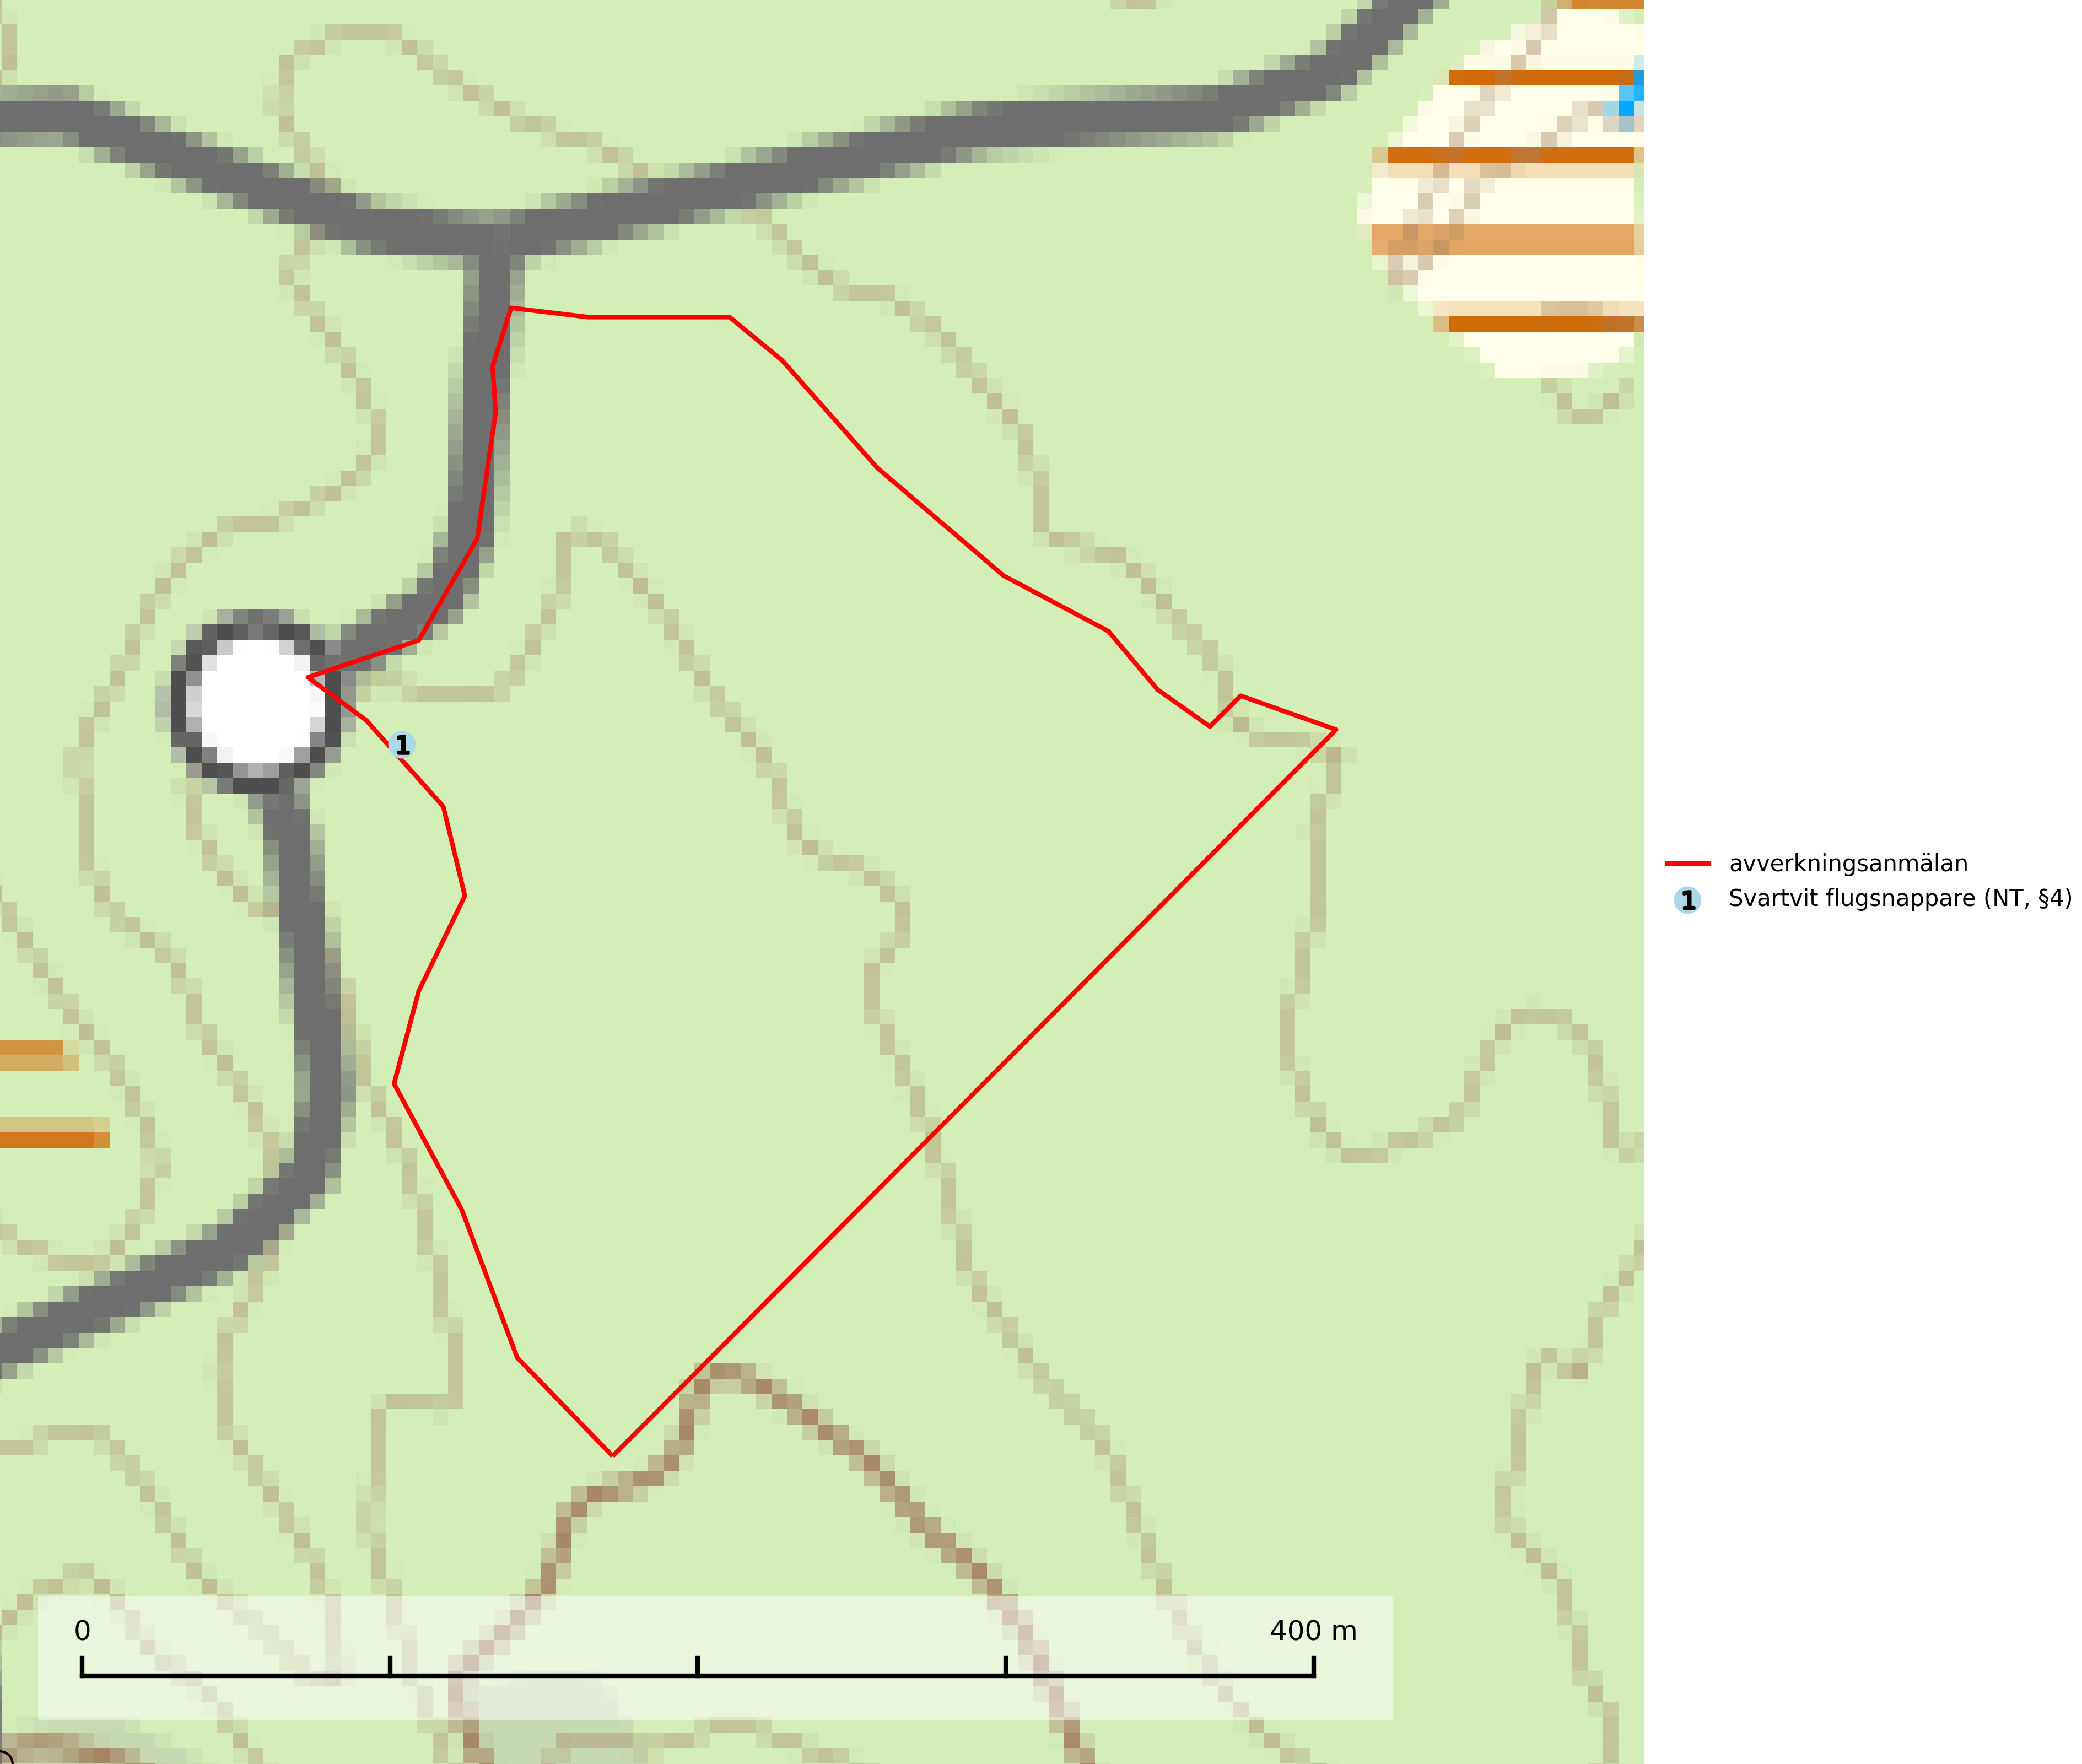 avverkningsanmälan
1 Svartvit flugsnappare (NT, §4)
1
0 400 m